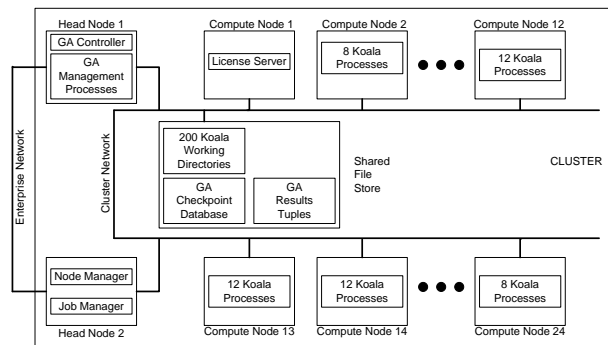 Head Node 1
GA Controller
GA
Management
Processes
Compute Node 1
License Server
Compute Node 2
8 Koala
Processes
Compute Node 12
12 Koala
Processes
Enterprise Network
Cluster Network
200 Koala
Working
Directories
GA
Checkpoint
Database
GA
Results
Tuples
Shared
File
Store
CLUSTER
Node Manager
Job Manager
Head Node 2
12 Koala
Processes
Compute Node 13
12 Koala
Processes
Compute Node 14
8 Koala
Processes
Compute Node 24